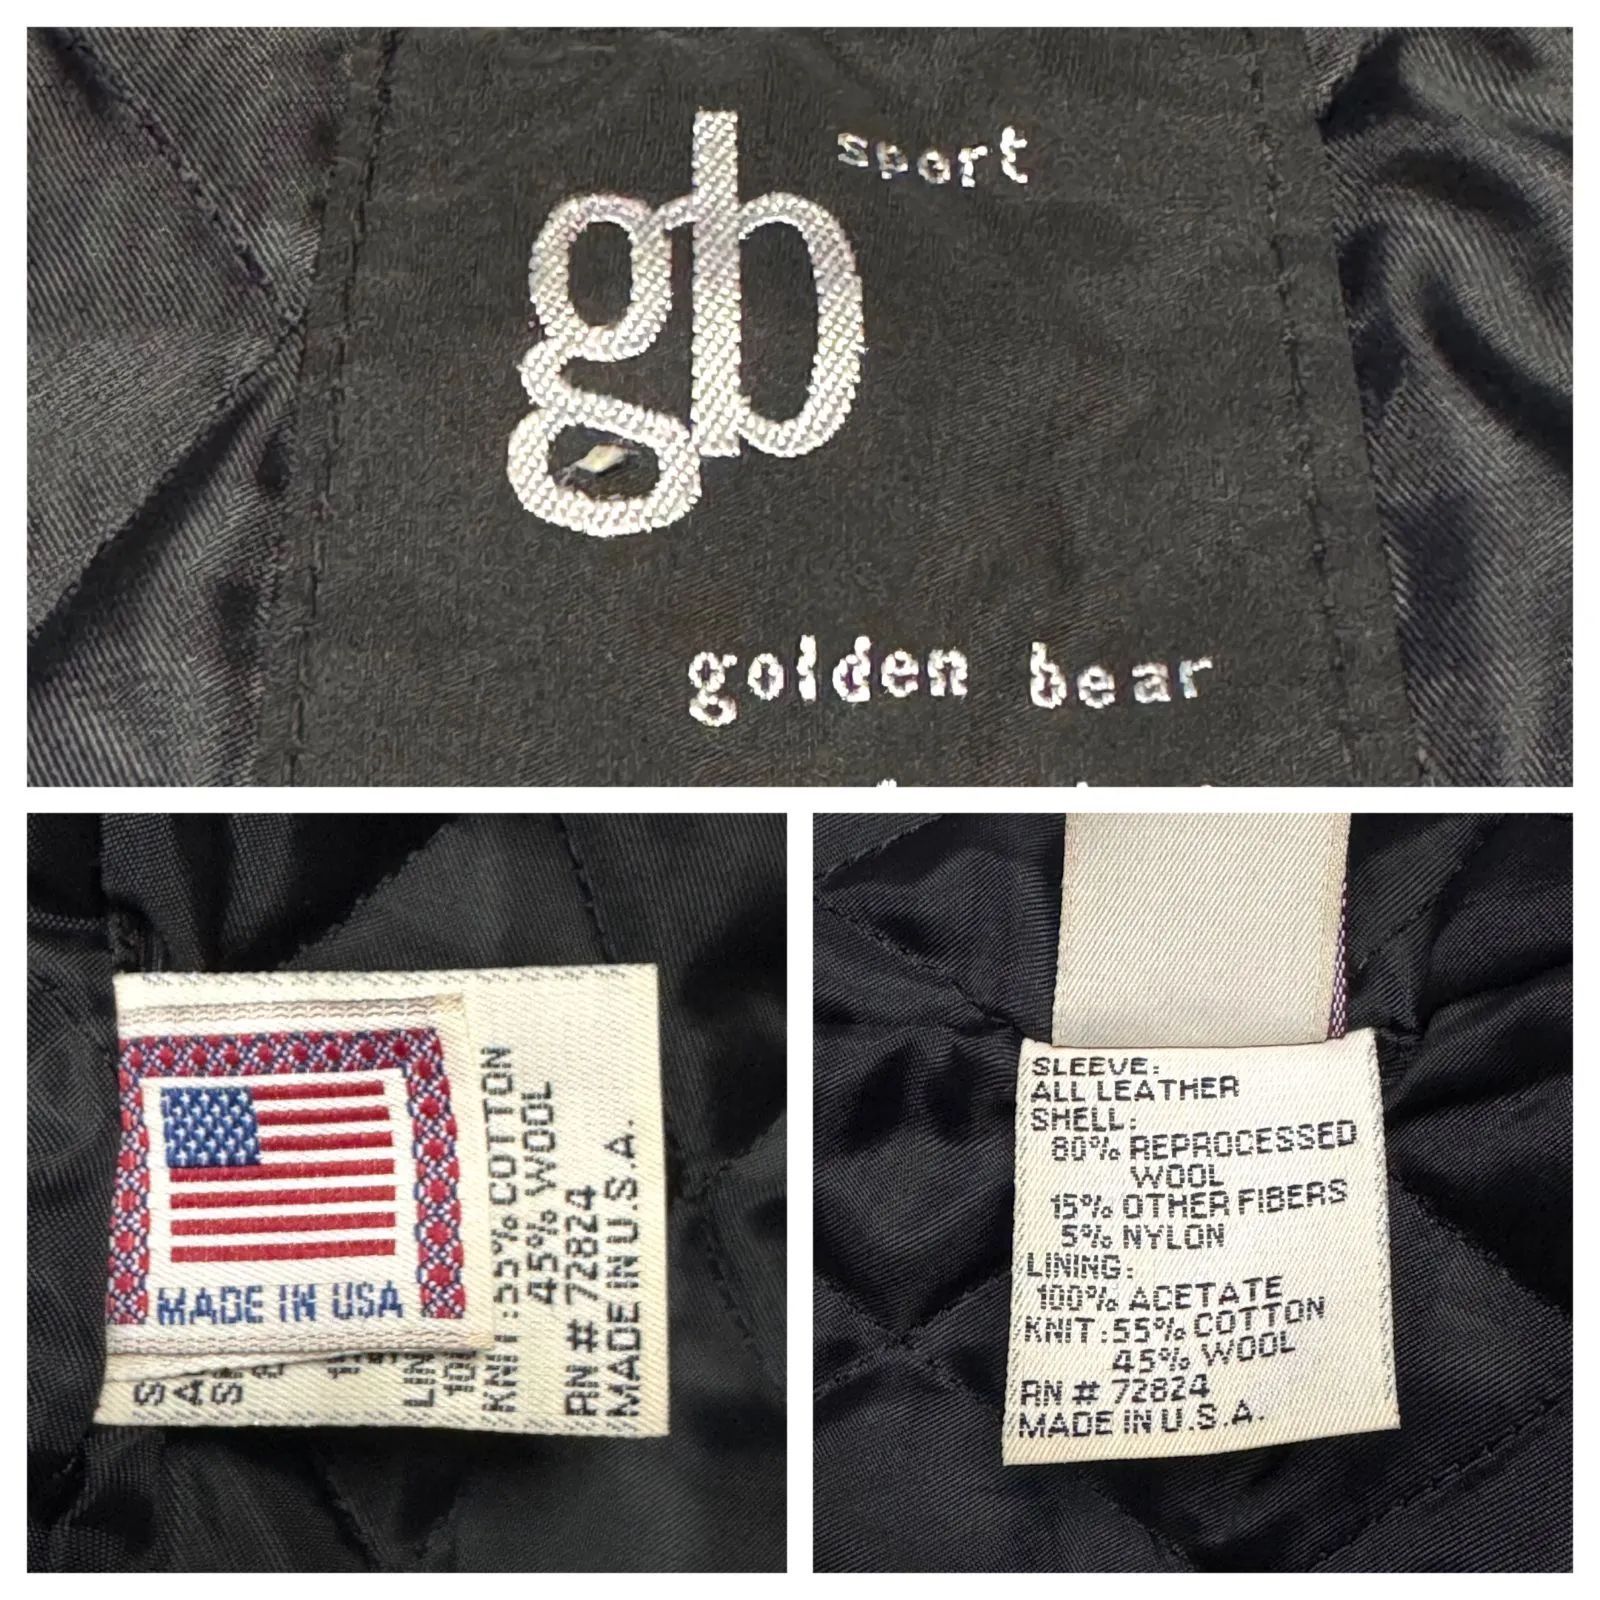 gb sport
golden bear
MADE IN USA
KNIT:55% COTTON
45% WOOL
RN # 72824
MADE IN U.S.A.
SLEEVE:
ALL LEATHER
SHELL:
80% REPROCESSED
WOOL
15% OTHER FIBERS
5% NYLON
LINING:
100% ACETATE
KNIT:55% COTTON
45% WOOL
RN # 72824
MADE IN U.S.A.